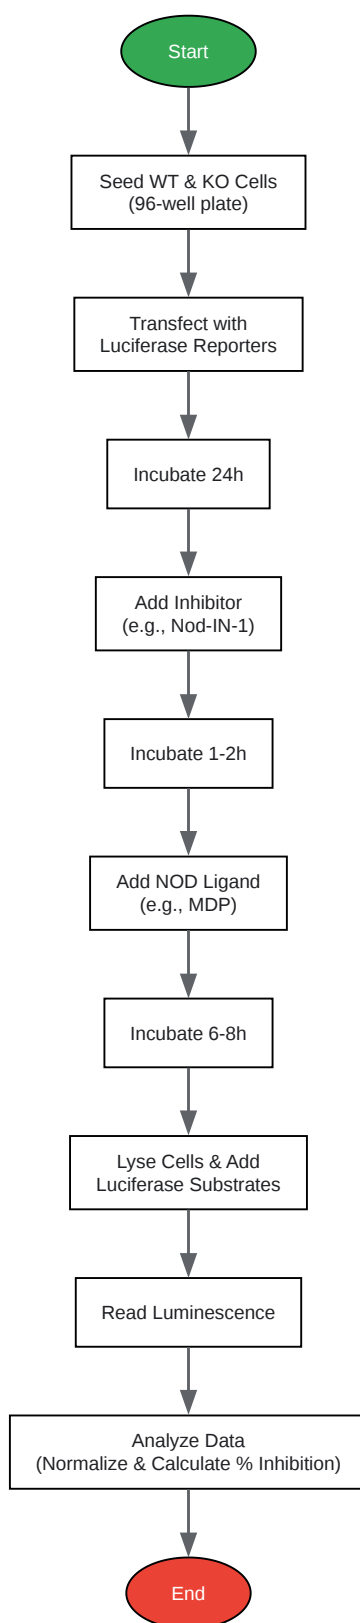 Start
Seed WT & KO Cells
(96-well plate)
Transfect with
Luciferase Reporters
Incubate 24h
Add Inhibitor
(e.g., Nod-IN-1)
Incubate 1-2h
Add NOD Ligand
(e.g., MDP)
Incubate 6-8h
Lyse Cells & Add
Luciferase Substrates
Read Luminescence
Analyze Data
(Normalize & Calculate % Inhibition)
End